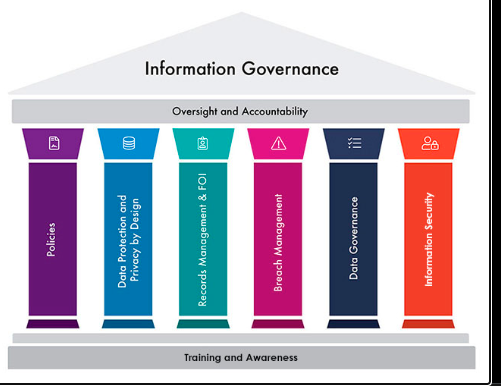 Information Governance
Oversight and Accountability
Policies
Data Protection and
Privacy by Design
Records Management & FOI
Breach Management
Data Governance
Information Security
Training and Awareness